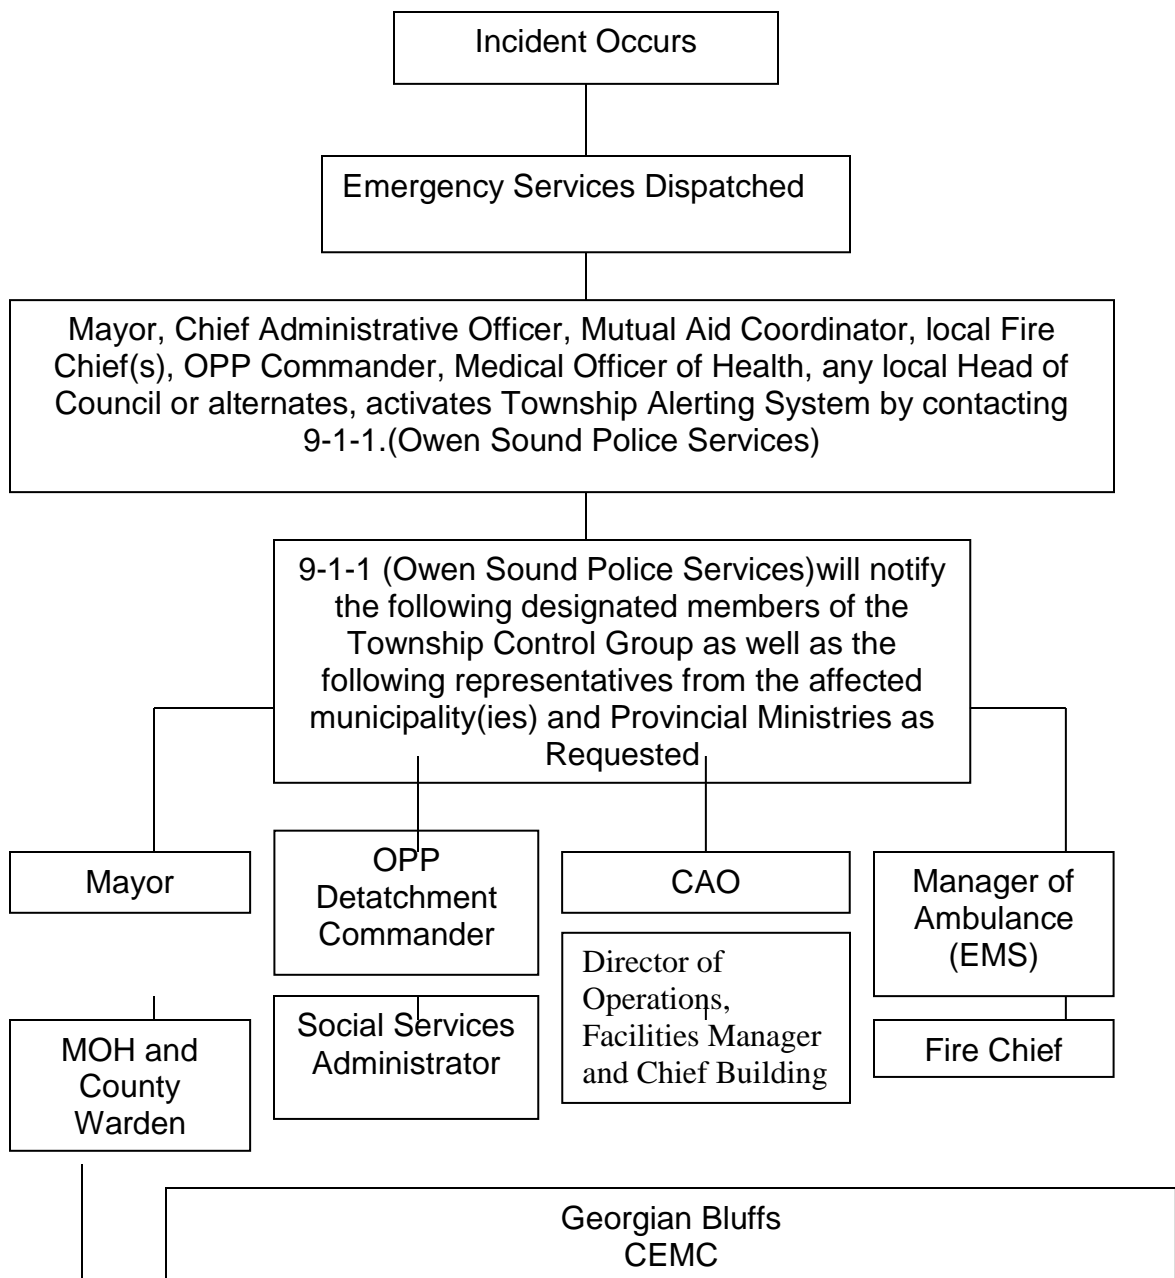 Incident Occurs
Emergency Services Dispatched
Mayor, Chief Administrative Officer, Mutual Aid Coordinator, local Fire
Chief(s), OPP Commander, Medical Officer of Health, any local Head of
Council or alternates, activates Township Alerting System by contacting
9-1-1.(Owen Sound Police Services)
9-1-1 (Owen Sound Police Services)will notify
the following designated members of the
Township Control Group as well as the
following representatives from the affected
municipality(ies) and Provincial Ministries as
Requested
Mayor
OPP
Detatchment
Commander
CAO
Manager of
Ambulance
(EMS)
MOH and
County
Warden
Social Services
Administrator
Director of
Operations,
Facilities Manager
and Chief Building
Fire Chief
Georgian Bluffs
CEMC